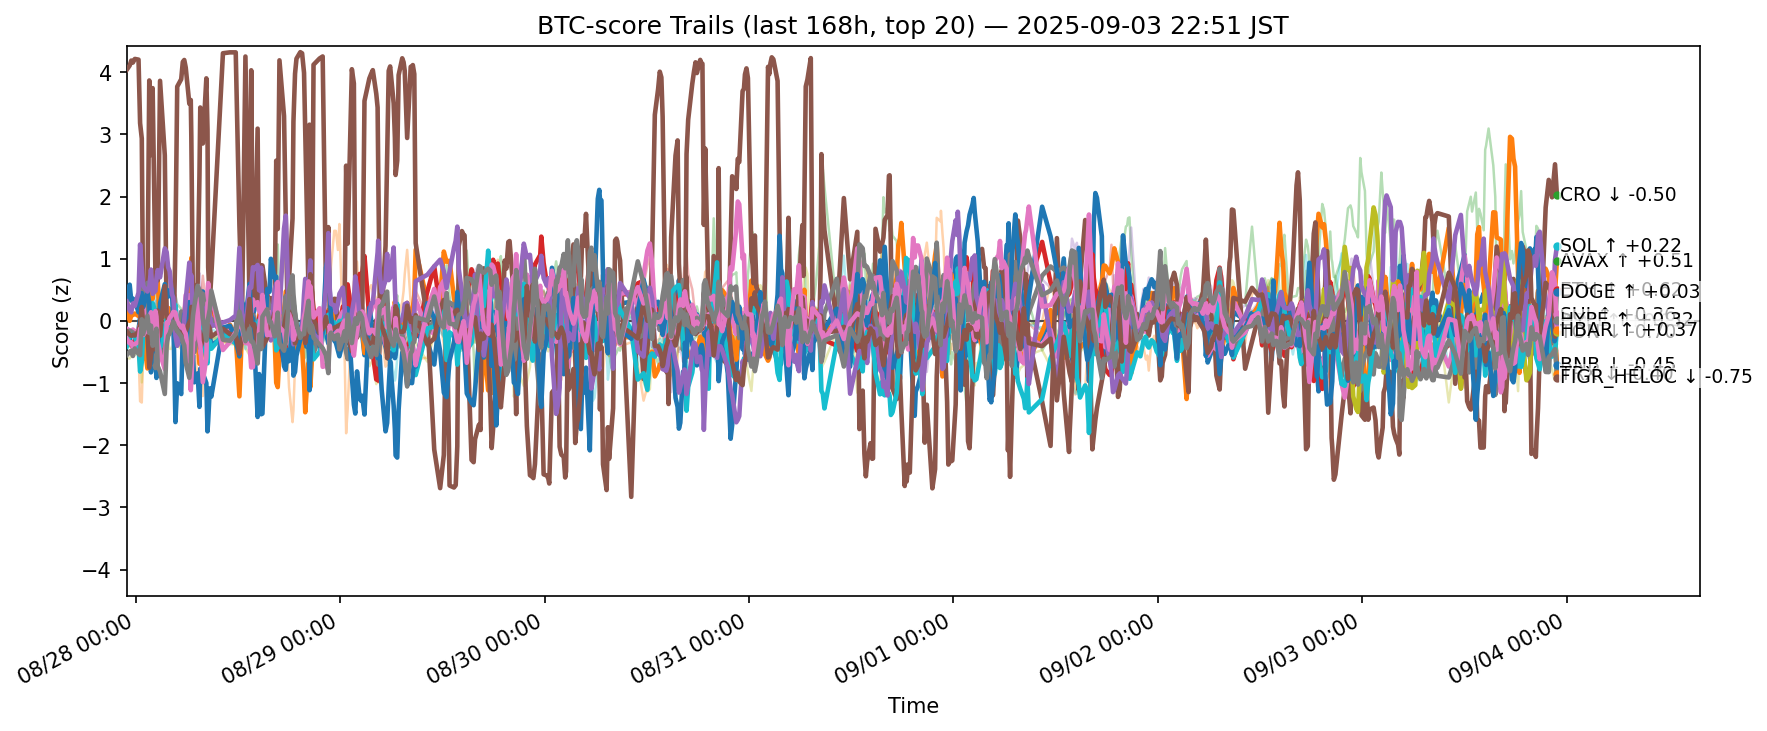 BTC-score Trails (last 168h, top 20) — 2025-09-03 22:51 JST
Score (z)
4
3
2
1
0
−1
−2
−3
−4
CRO ↓ -0.50
SOL ↑ +0.22
AVAX ↑ +0.51
DOGE ↑ +0.03
HBAR ↑ +0.37
BNB ↓ -0.45
FIGR_HELOC ↓ -0.75
08/28 00:00
08/29 00:00
08/30 00:00
08/31 00:00
09/01 00:00
09/02 00:00
09/03 00:00
09/04 00:00
Time